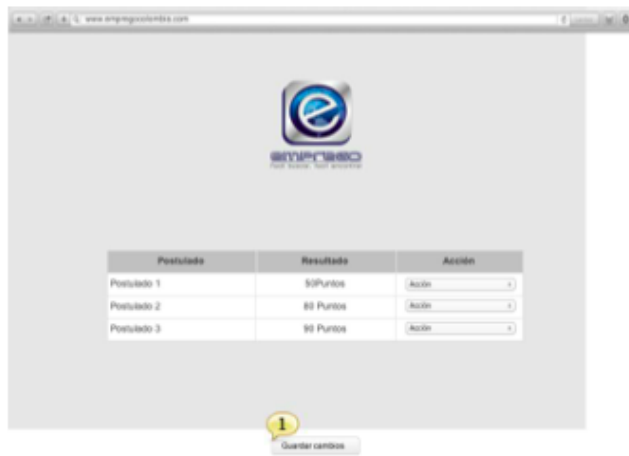 www.empregocolombia.com
EMPREGO
Postulado Resultado Acción
Postulado 1 50Puntos Acción
Postulado 2 80 Puntos Acción
Postulado 3 90 Puntos Acción
1
Guardar cambios